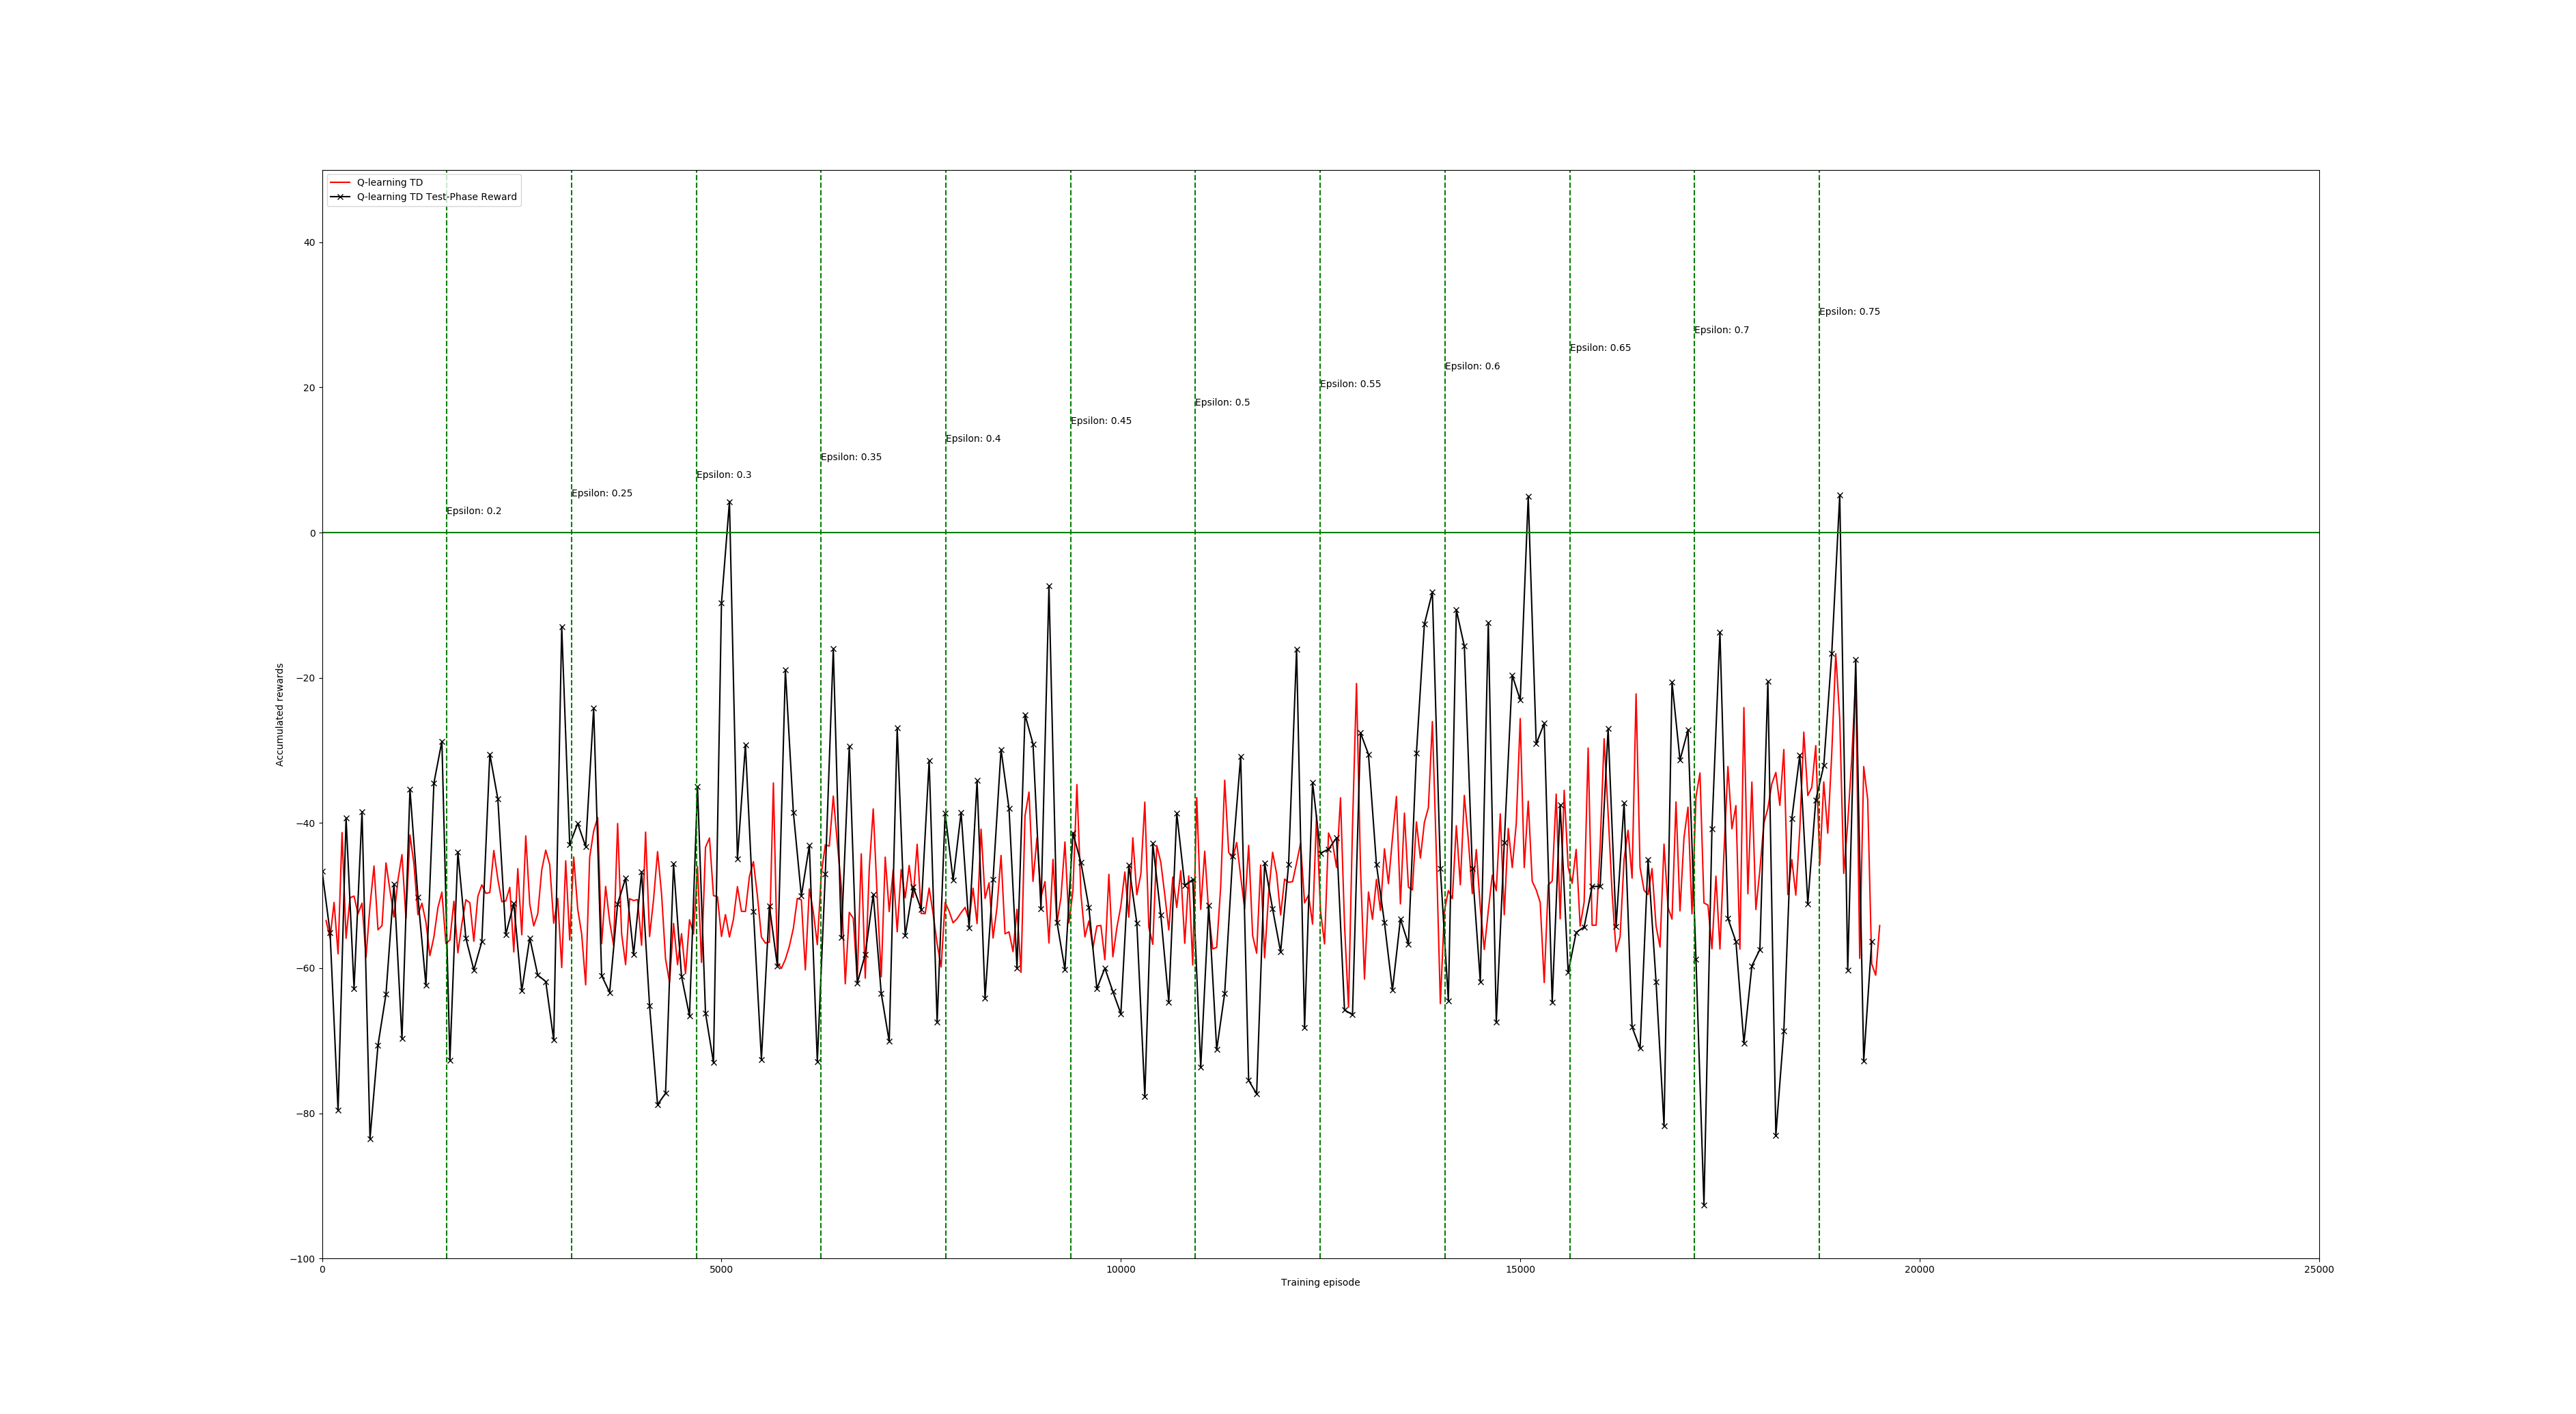 Q-learning TD
Q-learning TD Test-Phase Reward
40
20
0
−20
−40
−60
−80
−100
Accumulated rewards
Epsilon: 0.2
Epsilon: 0.25
Epsilon: 0.3
Epsilon: 0.35
Epsilon: 0.4
Epsilon: 0.45
Epsilon: 0.5
Epsilon: 0.55
Epsilon: 0.6
Epsilon: 0.65
Epsilon: 0.7
Epsilon: 0.75
0
5000
10000
15000
20000
25000
Training episode